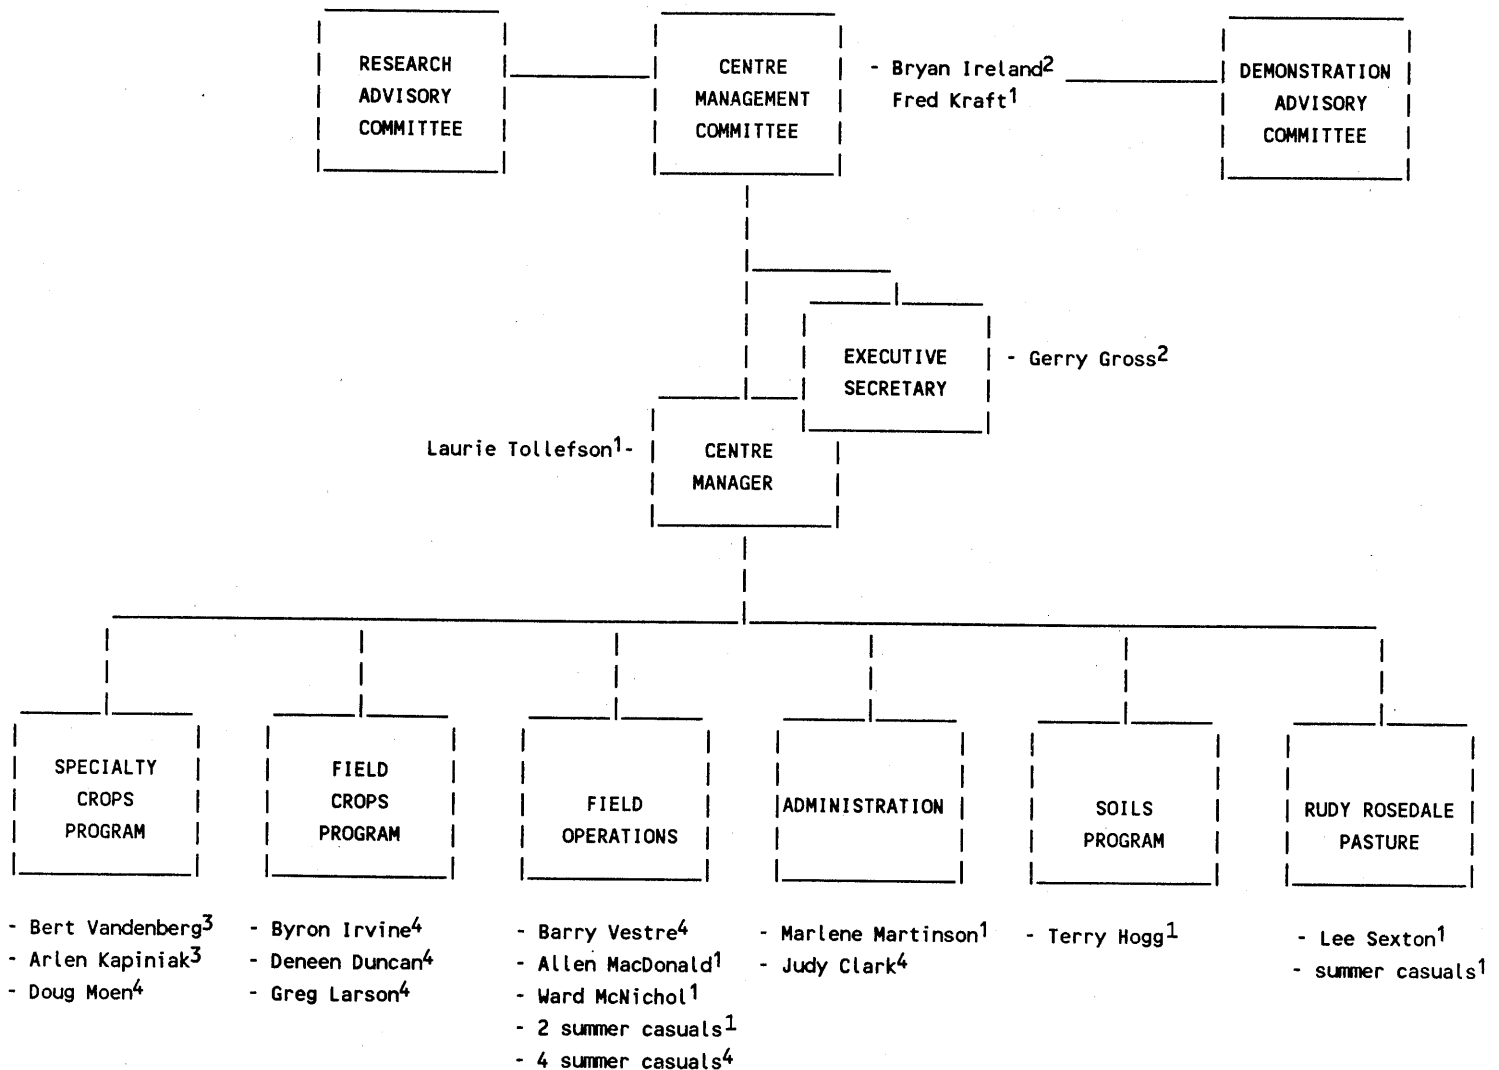 RESEARCH
ADVISORY
COMMITTEE
CENTRE
MANAGEMENT
COMMITTEE
- Bryan Ireland2
Fred Kraft1
DEMONSTRATION
ADVISORY
COMMITTEE
EXECUTIVE
SECRETARY
- Gerry Gross2
Laurie Tollefson1-
CENTRE
MANAGER
SPECIALTY
CROPS
PROGRAM
- Bert Vandenberg3
- Arlen Kapiniak3
- Doug Moen4
FIELD
CROPS
PROGRAM
- Byron Irvine4
- Deneen Duncan4
- Greg Larson4
FIELD
OPERATIONS
- Barry Vestre4
- Allen MacDonald1
- Ward McNichol1
- 2 summer casuals1
- 4 summer casuals4
ADMINISTRATION
- Marlene Martinson1
- Judy Clark4
SOILS
PROGRAM
- Terry Hogg1
RUDY ROSEDALE
PASTURE
- Lee Sexton1
- summer casuals1